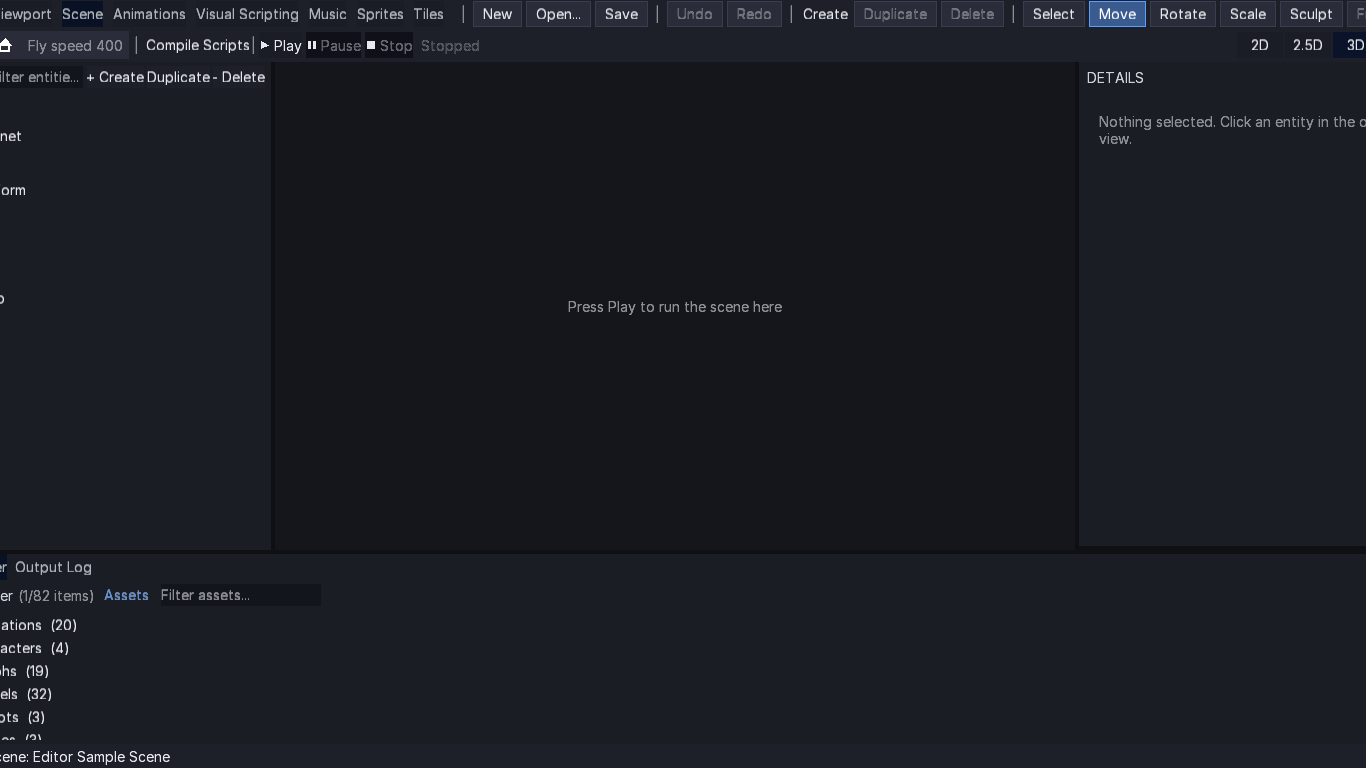 iewport Scene Animations Visual Scripting Music Sprites Tiles | New Open... Save | Undo Redo | Create Duplicate Delete | Select Move Rotate Scale Sculpt F
Fly speed 400 | Compile Scripts | Play Pause Stop Stopped 2D 2.5D 3D
ilter entitie... + Create Duplicate - Delete
DETAILS
Nothing selected. Click an entity in the o
view.
net
orm
o
Press Play to run the scene here
er Output Log
er (1/82 items) Assets Filter assets...
ations (20)
acters (4)
phs (19)
els (32)
pts (3)
es (3)
cene: Editor Sample Scene